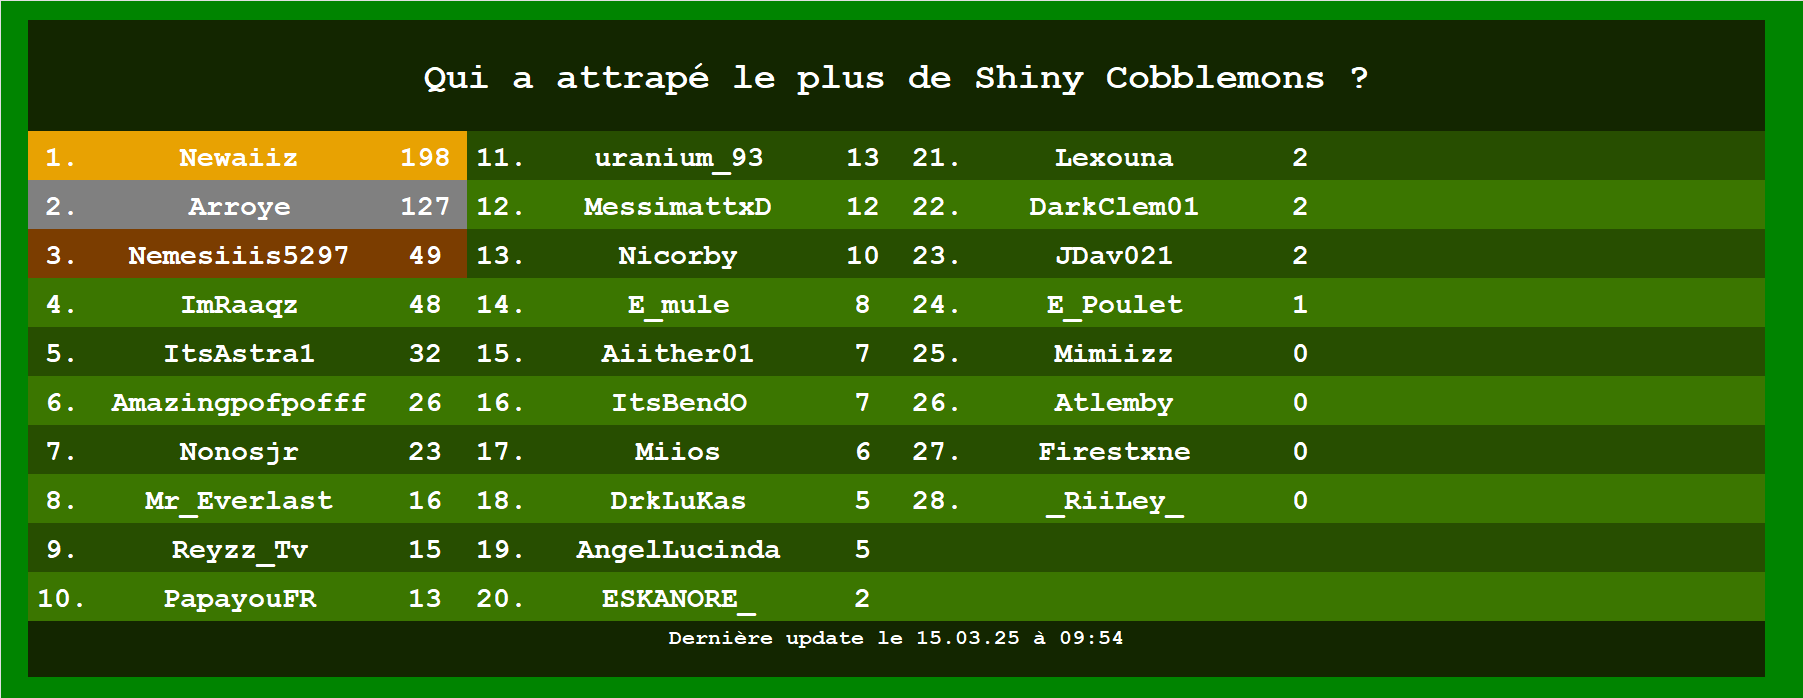 Qui a attrapé le plus de Shiny Cobblemons ?
1. Newaiiz 198
2. Arroye 127
3. Nemesiiis5297 49
4. ImRaaqz 48
5. ItsAstra1 32
6. Amazingpofpofff 26
7. Nonosjr 23
8. Mr_Everlast 16
9. Reyzz_Tv 15
10. PapayouFR 13
11. uranium_93 13
12. MessimattxD 12
13. Nicorby 10
14. E_mule 8
15. Aiither01 7
16. ItsBendO 7
17. Miios 6
18. DrkLuKas 5
19. AngelLucinda 5
20. ESKANORE_ 2
21. Lexouna 2
22. DarkClem01 2
23. JDav021 2
24. E_Poulet 1
25. Mimiizz 0
26. Atlemby 0
27. Firestxne 0
28. _RiiLey_ 0
Dernière update le 15.03.25 à 09:54